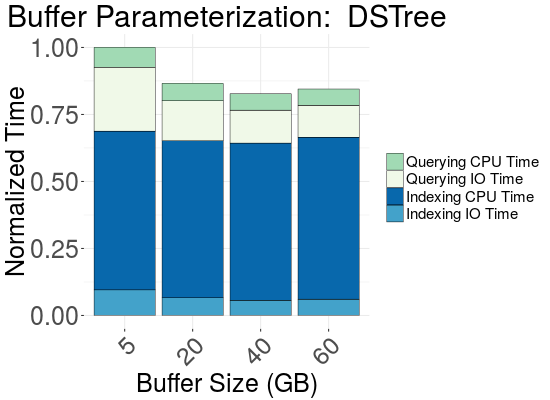 Buffer Parameterization:  DSTree
Normalized Time
1.00
0.75
0.50
0.25
0.00
5
20
40
60
Buffer Size (GB)
Querying CPU Time
Querying IO Time
Indexing CPU Time
Indexing IO Time